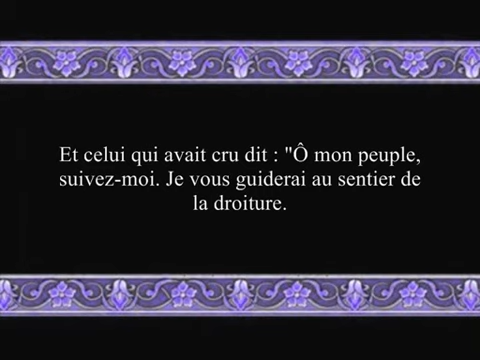 Et celui qui avait cru dit : "Ô mon peuple,
suivez-moi. Je vous guiderai au sentier de
la droiture.